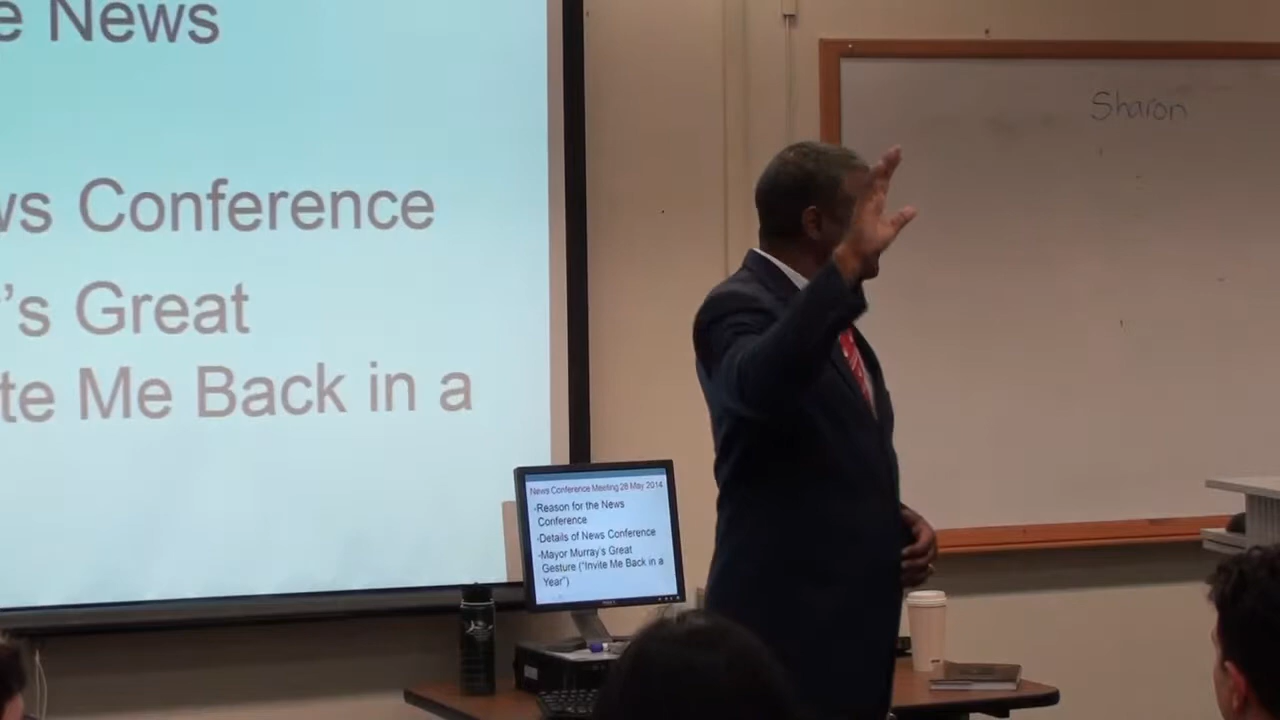 e News
ws Conference
's Great
te Me Back in a
Sharon
News Conference Meeting 28 May 2014
-Reason for the News
Conference
-Details of News Conference
-Mayor Murray's Great
Gesture ("Invite Me Back in a
Year")